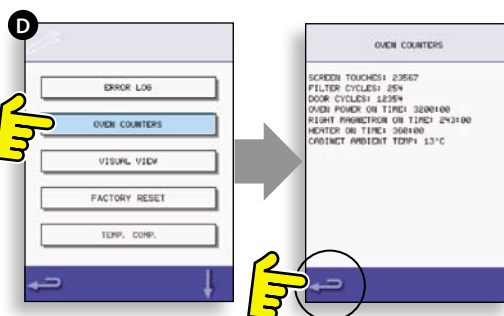 D
ERROR LOG
OVEN COUNTERS
VISUAL VIEW
FACTORY RESET
TEMP. COMP.
OVEN COUNTERS
SCREEN TOUCHES: 23567
FILTER CYCLES: 254
DOOR CYCLES: 12354
OVEN POWER ON TIME: 3200:00
RIGHT MAGNETRON ON TIME: 243:00
HEATER ON TIME: 360:00
CABINET AMBIENT TEMP: 13°C